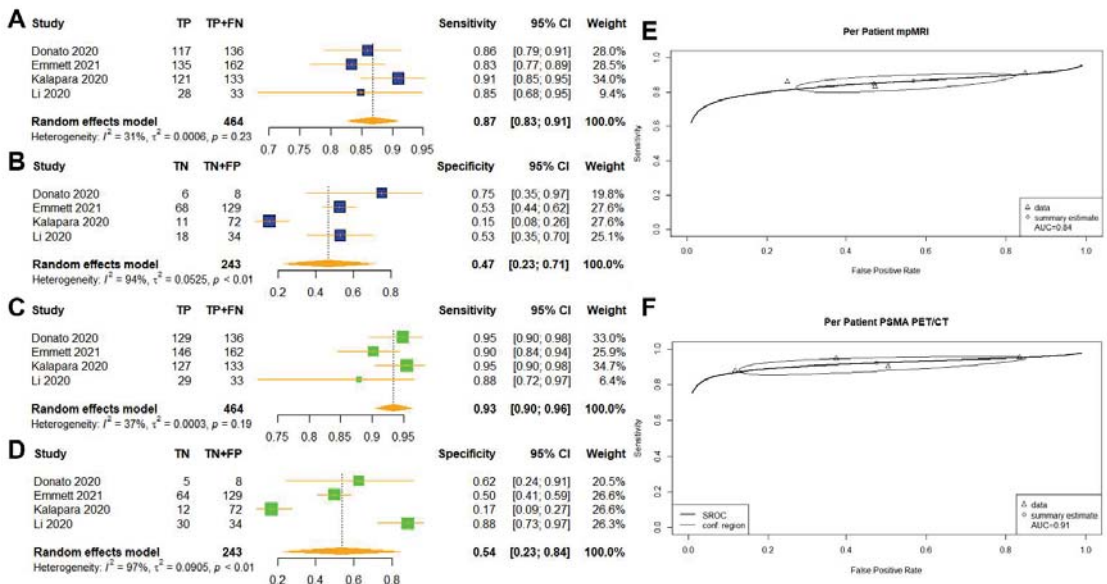 A Study TP TP+FN Sensitivity 95% CI Weight
Donato 2020 117 136 0.86 [0.79; 0.91] 28.0%
Emmett 2021 135 162 0.83 [0.77; 0.89] 28.5%
Kalapara 2020 121 133 0.91 [0.85; 0.95] 34.0%
Li 2020 28 33 0.85 [0.68; 0.95] 9.4%
Random effects model 464 0.87 [0.83; 0.91] 100.0%
Heterogeneity: I² = 31%, τ² = 0.0006, p = 0.23
0.7 0.75 0.8 0.85 0.9 0.95
B Study TN TN+FP Specificity 95% CI Weight
Donato 2020 6 8 0.75 [0.35; 0.97] 19.8%
Emmett 2021 68 129 0.53 [0.44; 0.62] 27.6%
Kalapara 2020 11 72 0.15 [0.08; 0.26] 27.6%
Li 2020 18 34 0.53 [0.35; 0.70] 25.1%
Random effects model 243 0.47 [0.23; 0.71] 100.0%
Heterogeneity: I² = 94%, τ² = 0.0525, p < 0.01
0.2 0.4 0.6 0.8
C Study TP TP+FN Sensitivity 95% CI Weight
Donato 2020 129 136 0.95 [0.90; 0.98] 33.0%
Emmett 2021 146 162 0.90 [0.84; 0.94] 25.9%
Kalapara 2020 127 133 0.95 [0.90; 0.98] 34.7%
Li 2020 29 33 0.88 [0.72; 0.97] 6.4%
Random effects model 464 0.93 [0.90; 0.96] 100.0%
Heterogeneity: I² = 37%, τ² = 0.0003, p = 0.19
0.75 0.8 0.85 0.9 0.95
D Study TN TN+FP Specificity 95% CI Weight
Donato 2020 5 8 0.62 [0.24; 0.91] 20.5%
Emmett 2021 64 129 0.50 [0.41; 0.59] 26.6%
Kalapara 2020 12 72 0.17 [0.09; 0.27] 26.6%
Li 2020 30 34 0.88 [0.73; 0.97] 26.3%
Random effects model 243 0.54 [0.23; 0.84] 100.0%
Heterogeneity: I² = 97%, τ² = 0.0905, p < 0.01
0.2 0.4 0.6 0.8
E
Per Patient mpMRI
Sensitivity
1.0
0.8
0.6
0.4
0.2
0.0
data
summary estimate
AUC=0.84
0.0 0.2 0.4 0.6 0.8 1.0
False Positive Rate
F
Per Patient PSMA PET/CT
Sensitivity
1.0
0.8
0.6
0.4
0.2
0.0
SROC
conf. region
data
summary estimate
AUC=0.91
0.0 0.2 0.4 0.6 0.8 1.0
False Positive Rate